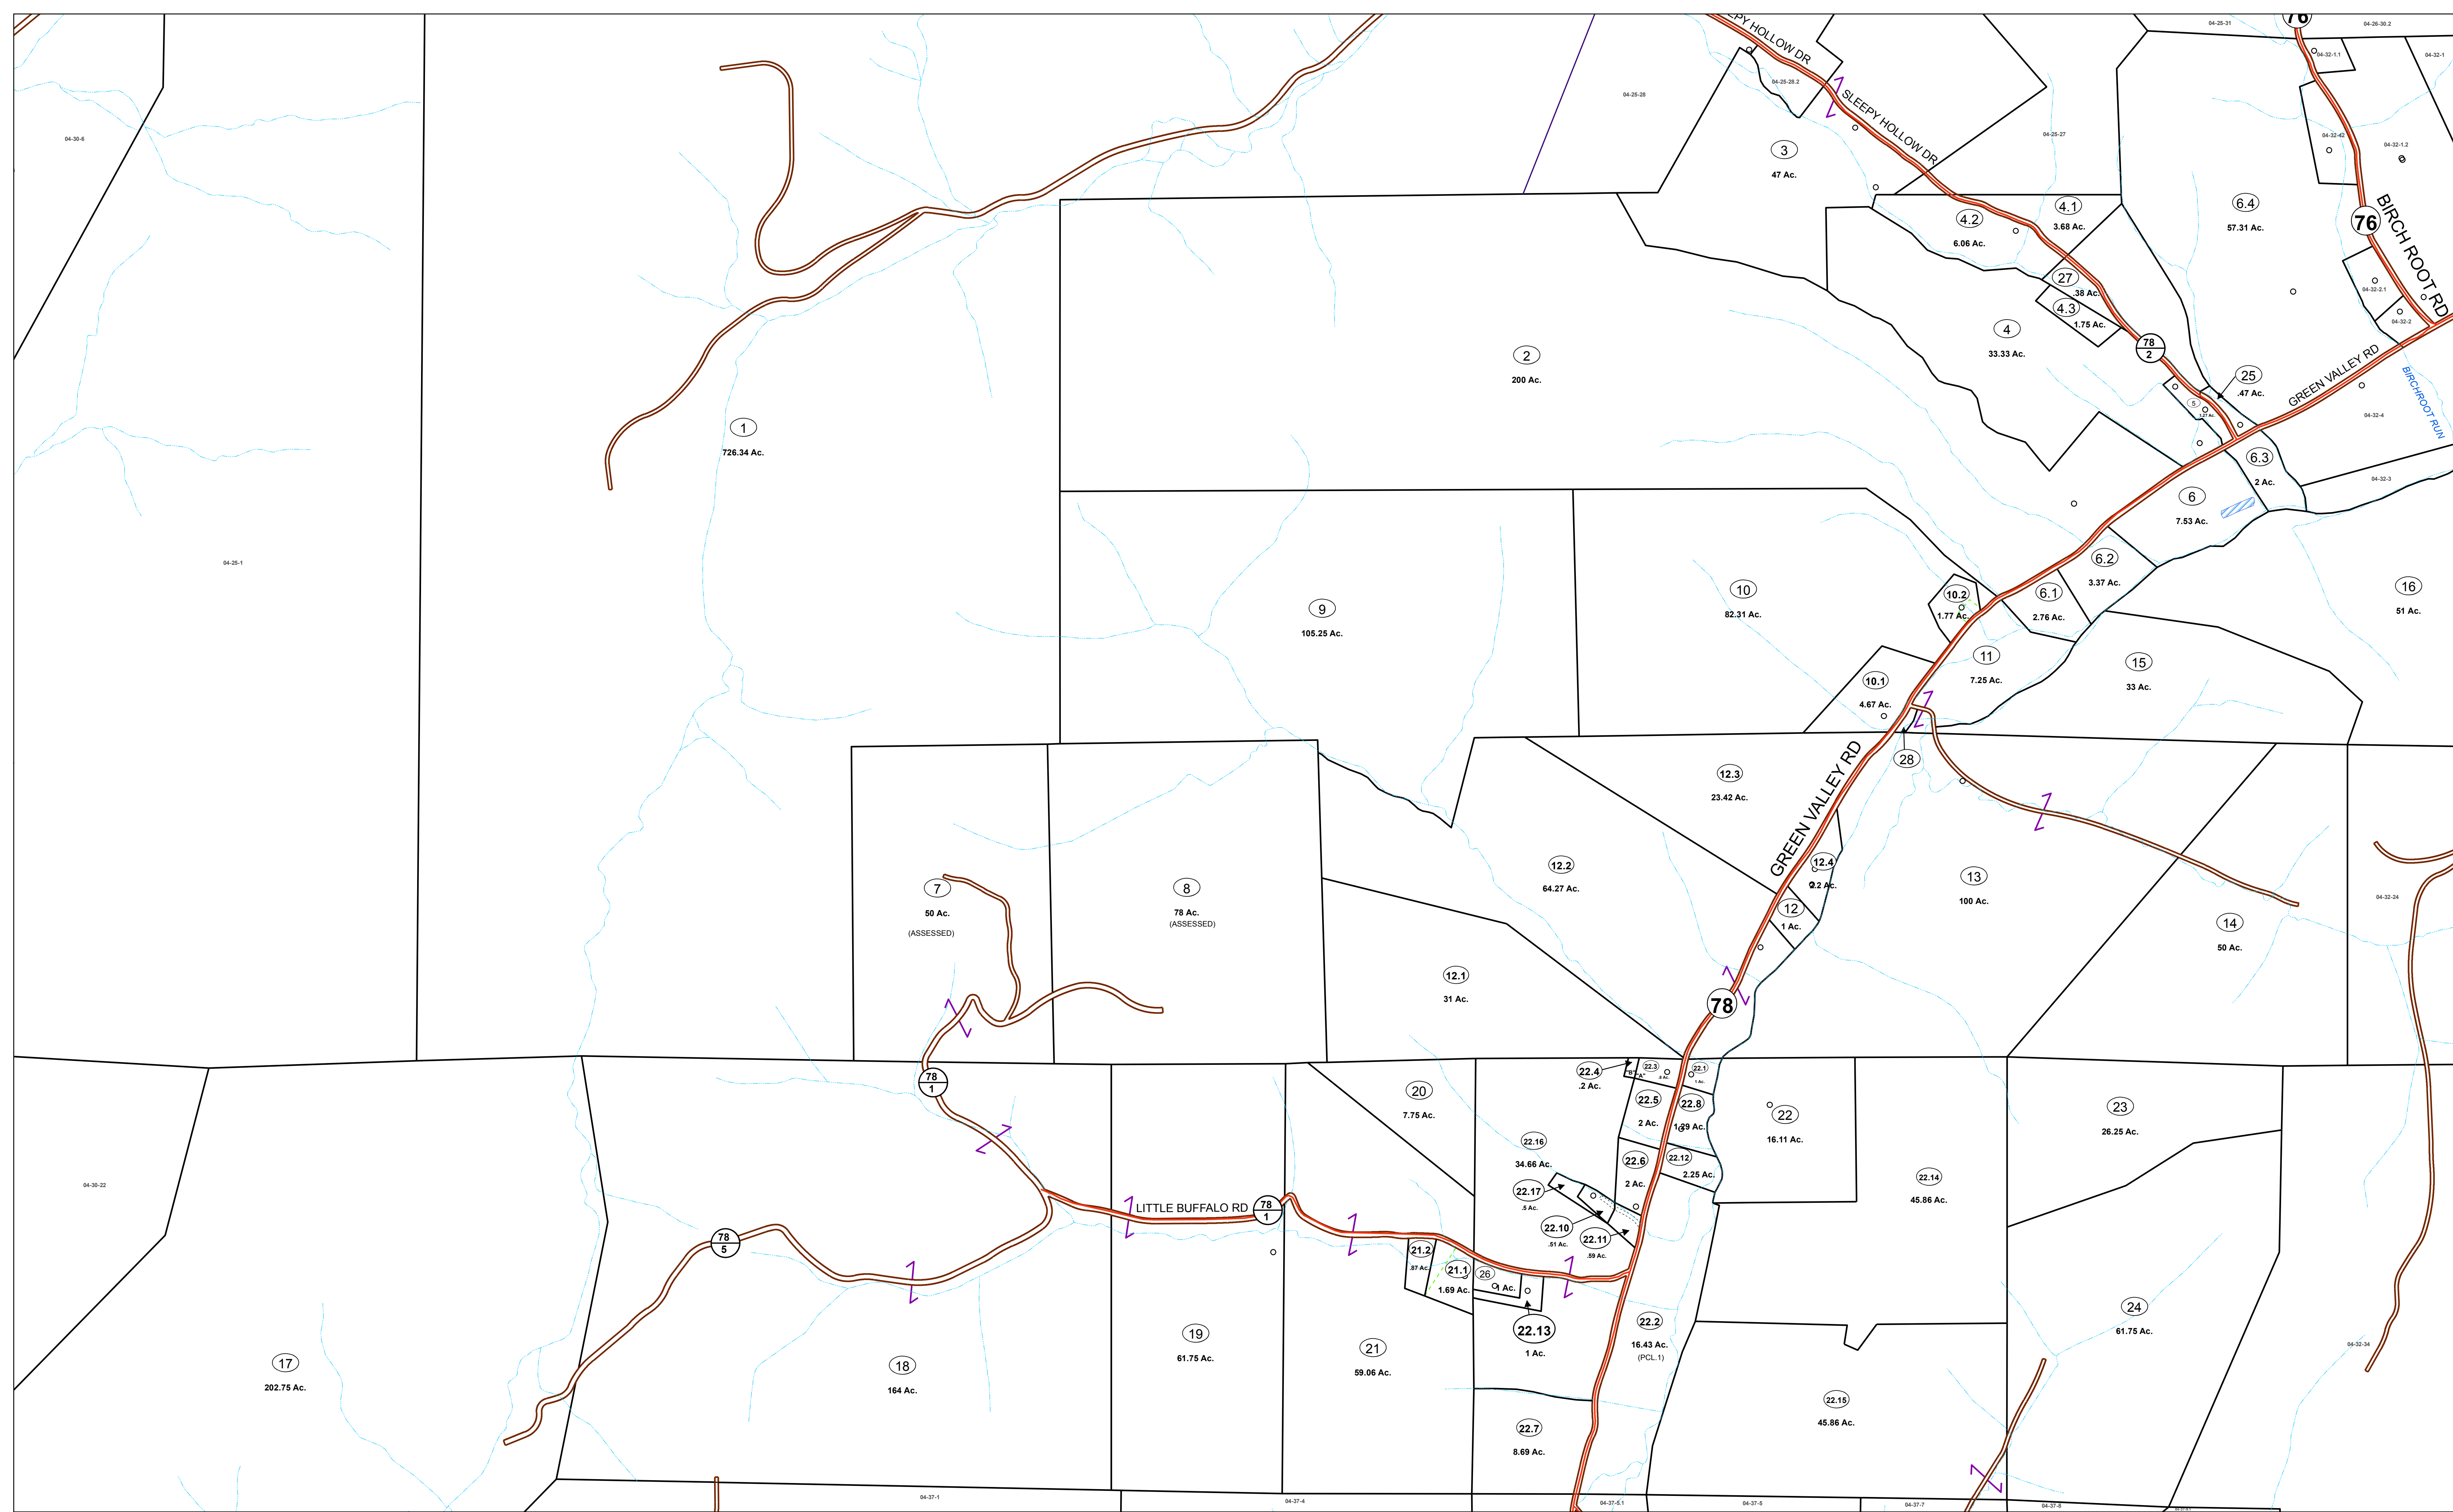 76
04-25-31
04-26-30.2
EPY HOLLOW DR
04-32-1.1
04-32-1
04-25-28.2
04-25-28
SLEEPY HOLLOW DR
04-30-6
04-25-27
04-32-42
04-32-1.2
3
47 Ac.
4.2
6.06 Ac.
4.1
3.68 Ac.
6.4
57.31 Ac.
76
BIRCH ROOT RD
27
.38 Ac.
4.3
1.75 Ac.
04-32-2.1
04-32-2
4
33.33 Ac.
78
2
2
200 Ac.
25
.47 Ac.
GREEN VALLEY RD
BIRCHROOT RUN
5
04-32-4
1
726.34 Ac.
6.3
2 Ac.
04-32-3
6
7.53 Ac.
04-25-1
6.2
3.37 Ac.
16
51 Ac.
10
82.31 Ac.
10.2
1.77 Ac.
6.1
2.76 Ac.
9
105.25 Ac.
11
7.25 Ac.
15
33 Ac.
10.1
4.67 Ac.
28
GREEN VALLEY RD
12.3
23.42 Ac.
12.2
64.27 Ac.
12.4
2.2 Ac.
13
100 Ac.
7
50 Ac.
(ASSESSED)
8
78 Ac.
(ASSESSED)
12
1 Ac.
04-32-24
14
50 Ac.
12.1
31 Ac.
78
78
1
22.4
.2 Ac.
"B"
"A"
22.3
22.1
1 Ac.
20
7.75 Ac.
22.5
2 Ac.
22.8
1.29 Ac.
22
16.11 Ac.
23
26.25 Ac.
22.16
34.66 Ac.
22.6
2 Ac.
22.12
2.25 Ac.
22.14
45.86 Ac.
04-30-22
22.17
.5 Ac.
LITTLE BUFFALO RD
78
1
22.10
.51 Ac.
22.11
.59 Ac.
78
5
21.2
.87 Ac.
21.1
1.69 Ac.
26
1 Ac.
22.13
1 Ac.
22.2
16.43 Ac.
(PCL.1)
24
61.75 Ac.
04-32-34
19
61.75 Ac.
21
59.06 Ac.
17
202.75 Ac.
18
164 Ac.
22.15
45.86 Ac.
22.7
8.69 Ac.
04-37-1
04-37-4
04-37-5.1
04-37-5
04-37-7
04-37-8